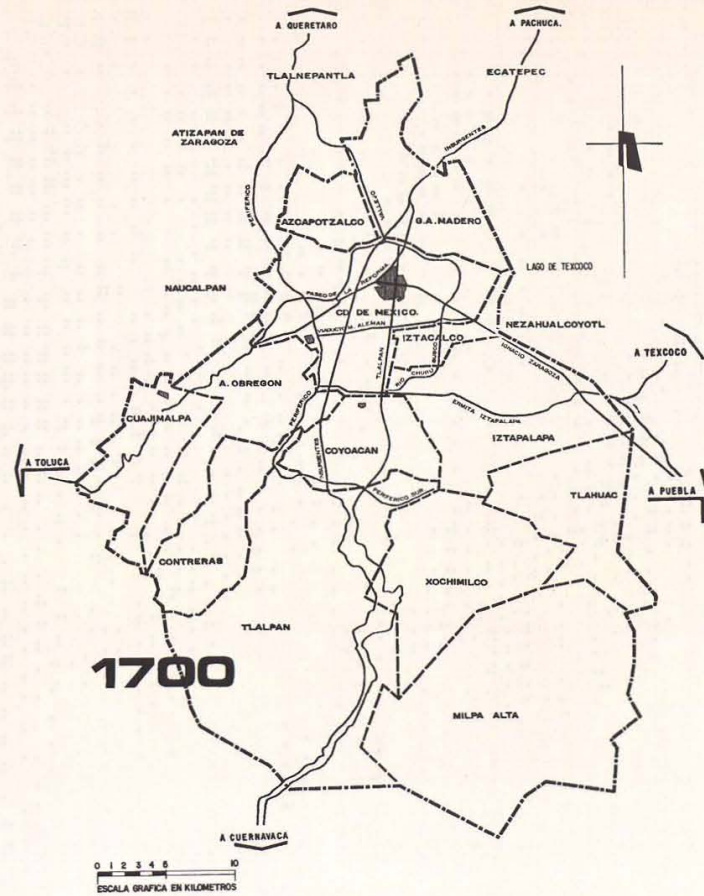 A QUERETARO
A PACHUCA.
TLALNEPANTLA
ECATEPEC
ATIZAPAN DE
ZARAGOZA
INSURGENTES
PERIFERICO
VALLEJO
AZCAPOTZALCO
G.A. MADERO
LAGO DE TEXCOCO
NAUCALPAN
PASEO DE LA REFORMA
CD. DE MEXICO.
NEZAHUALCOYOTL
VIADUCTO M. ALEMAN
IZTACALCO
A TEXCOCO
TLALPAN
RIO CHURUBUSCO
IGNACIO ZARAGOZA
A. OBREGON
CUAJIMALPA
PERIFERICO
ERMITA IZTAPALAPA
IZTAPALAPA
COYOACAN
INSURGENTES
A TOLUCA
PERIFERICO SUR
TLAHUAC
A PUEBLA
CONTRERAS
XOCHIMILCO
TLALPAN
1700
MILPA ALTA
A CUERNAVACA
0 1 2 3 4 5 10
ESCALA GRAFICA EN KILOMETROS